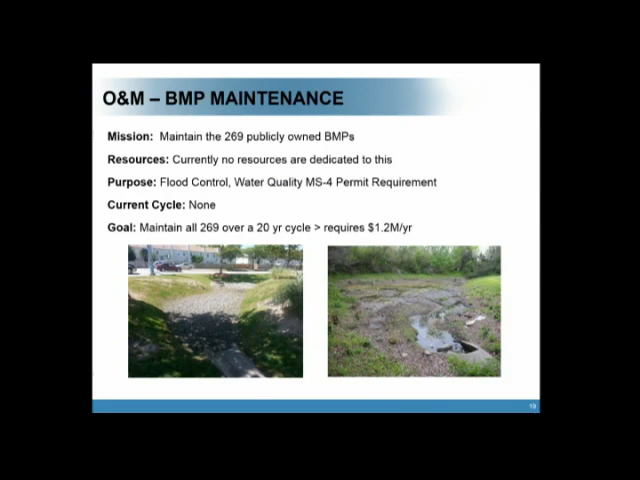 O&M – BMP MAINTENANCE
Mission: Maintain the 269 publicly owned BMPs
Resources: Currently no resources are dedicated to this
Purpose: Flood Control, Water Quality MS-4 Permit Requirement
Current Cycle: None
Goal: Maintain all 269 over a 20 yr cycle > requires $1.2M/yr
19